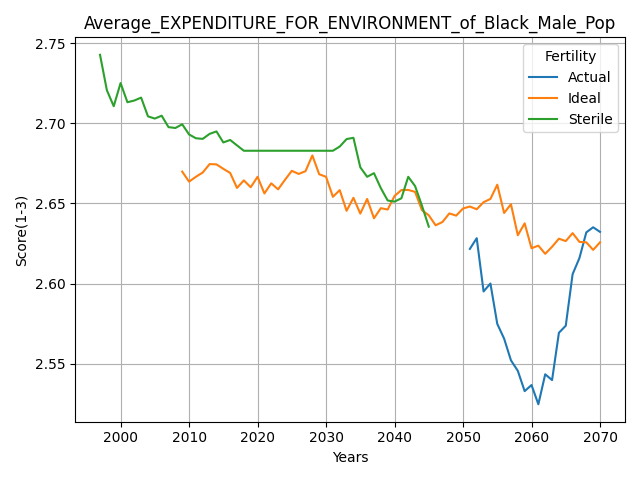 Average_EXPENDITURE_FOR_ENVIRONMENT_of_Black_Male_Pop
2.75
2.70
2.65
2.60
2.55
Score(1-3)
Fertility
Actual
Ideal
Sterile
2000 2010 2020 2030 2040 2050 2060 2070
Years